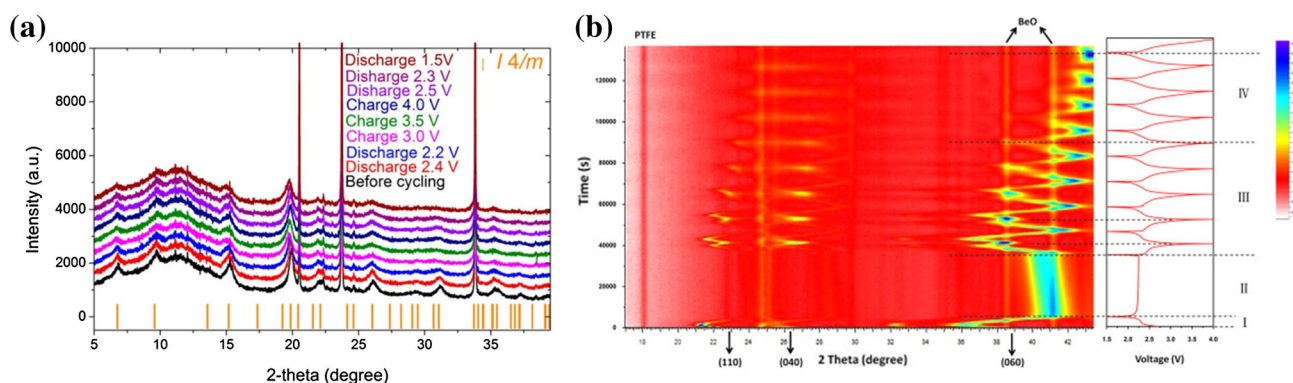 (a)
10000
8000
6000
4000
2000
0
Intensity (a.u.)
Discharge 1.5V
Disharge 2.3 V
Disharge 2.5 V
Charge 4.0 V
Charge 3.5 V
Charge 3.0 V
Discharge 2.2 V
Discharge 2.4 V
Before cycling
I 4/m
5 10 15 20 25 30 35
2-theta (degree)
(b)
PTFE
BeO
120000
100000
80000
60000
40000
20000
0
Time (s)
16 18 20 22 24 26 28 30 32 34 36 38 40 42
2 Theta (degree)
(110) (040) (060)
IV
III
II
I
1.5 2.0 2.5 3.0 3.5 4.0
Voltage (V)